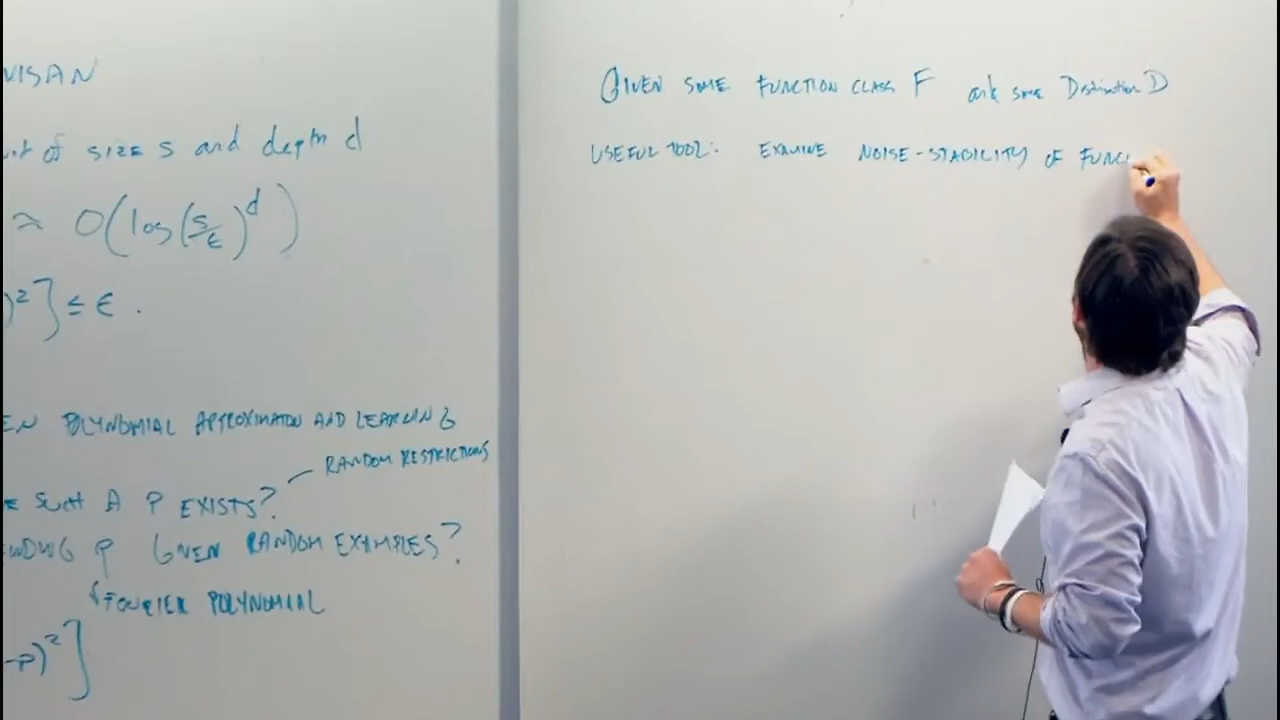 NISAN
of SIZE S and depth d
≈ O(log(S/ε)^d)
)²] ≤ ε.
EN POLYNOMIAL APPROXIMATION AND LEARNING
RANDOM RESTRICTIONS
SUCH A P EXISTS?
P GIVEN RANDOM EXAMPLES?
FOURIER POLYNOMIAL
-P)²]
GIVEN SOME FUNCTION CLASS F and some Distribution D
USEFUL TOOL: EXAMINE NOISE-STABILITY OF FUNC